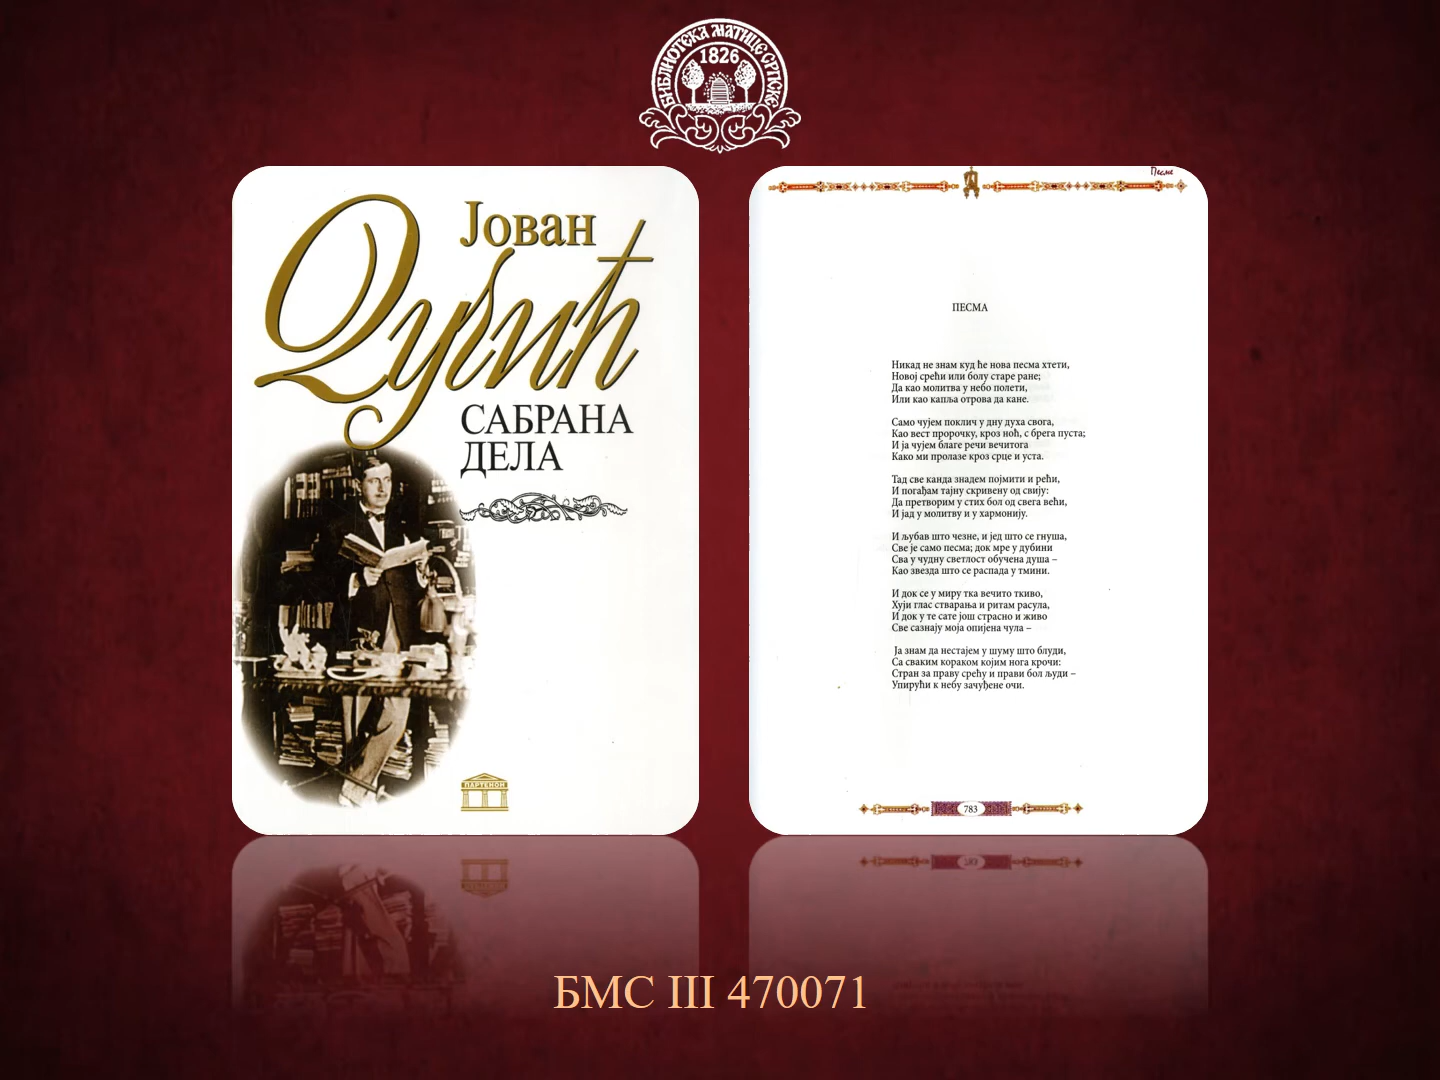 БИБЛИОТЕКА МАТИЦЕ СРПСКЕ
1826
Јован
Дучић
САБРАНА
ДЕЛА
ПАРТЕНОН
Песме
ПЕСМА
Никад не знам куд ће нова песма хтети,
Новој срећи или болу старе ране;
Да као молитва у небо полети,
Или као капља отрова да кане.
Само чујем поклич у дну духа свога,
Као вест пророчку, кроз ноћ, с брега пуста;
И ја чујем благе речи вечитога
Како ми пролазе кроз срце и уста.
Тад све канда знадем појмити и рећи,
И погађам тајну скривену од свију:
Да претворим у стих бол од свега већи,
И јад у молитву и у хармонију.
И љубав што чезне, и јед што се гнуша,
Све је само песма; док мре у дубини
Сва у чудну светлост обучена душа –
Као звезда што се распада у тмини.
И док се у миру тка вечито ткиво,
Хуји глас стварања и ритам расула,
И док у те сате још страсно и живо
Све сазнају моја опијена чула –
Ја знам да нестајем у шуму што блуди,
Са сваким кораком којим нога крочи:
Стран за праву срећу и прави бол људи –
Упирући к небу зачуђене очи.
783
БМС III 470071